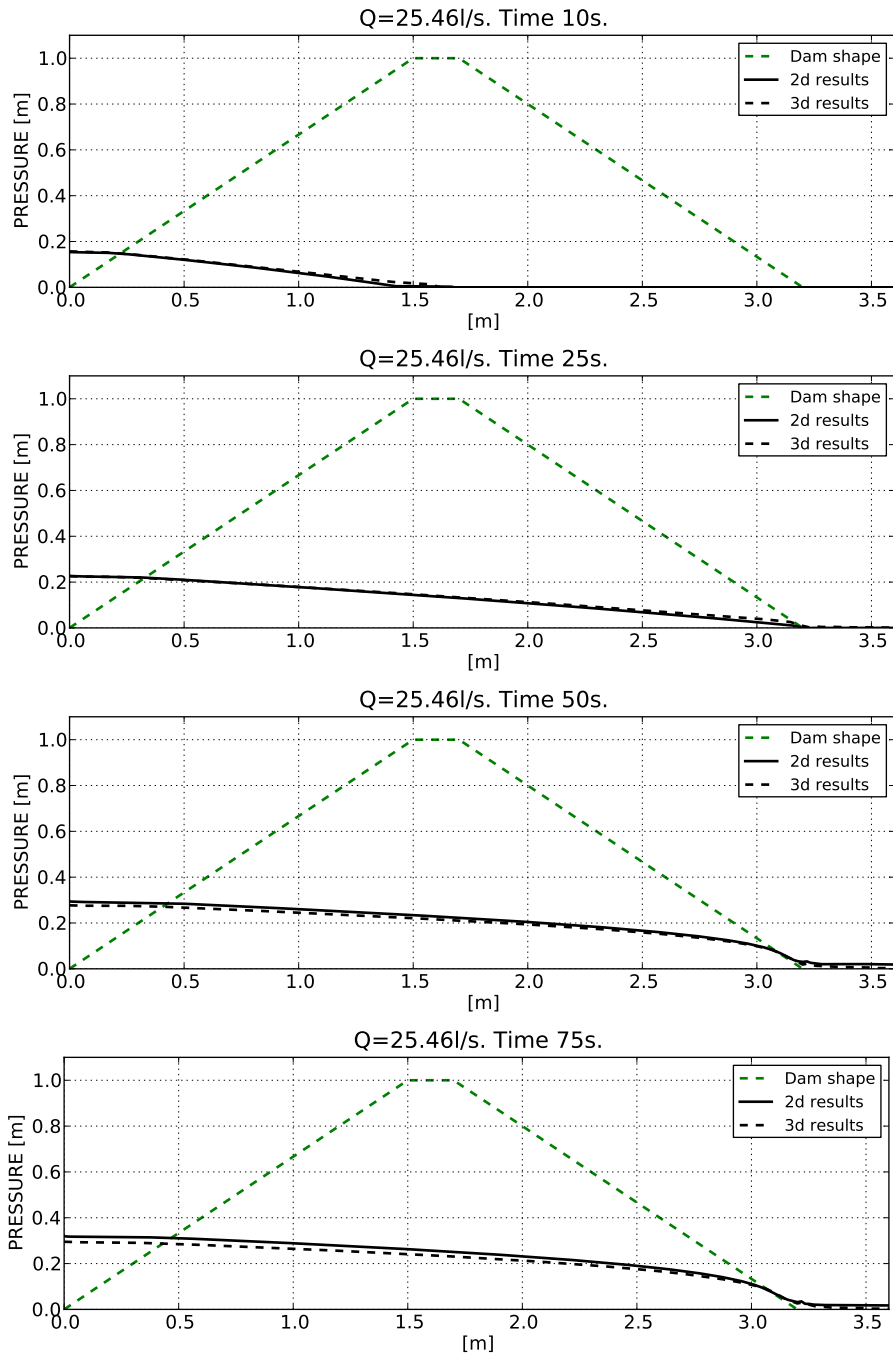 Q=25.46l/s. Time 10s.
PRESSURE [m]
1.0
0.8
0.6
0.4
0.2
0.0
Dam shape
2d results
3d results
0.0 0.5 1.0 1.5 2.0 2.5 3.0 3.5
[m]
Q=25.46l/s. Time 25s.
PRESSURE [m]
1.0
0.8
0.6
0.4
0.2
0.0
Dam shape
2d results
3d results
0.0 0.5 1.0 1.5 2.0 2.5 3.0 3.5
[m]
Q=25.46l/s. Time 50s.
PRESSURE [m]
1.0
0.8
0.6
0.4
0.2
0.0
Dam shape
2d results
3d results
0.0 0.5 1.0 1.5 2.0 2.5 3.0 3.5
[m]
Q=25.46l/s. Time 75s.
PRESSURE [m]
1.0
0.8
0.6
0.4
0.2
0.0
Dam shape
2d results
3d results
0.0 0.5 1.0 1.5 2.0 2.5 3.0 3.5
[m]